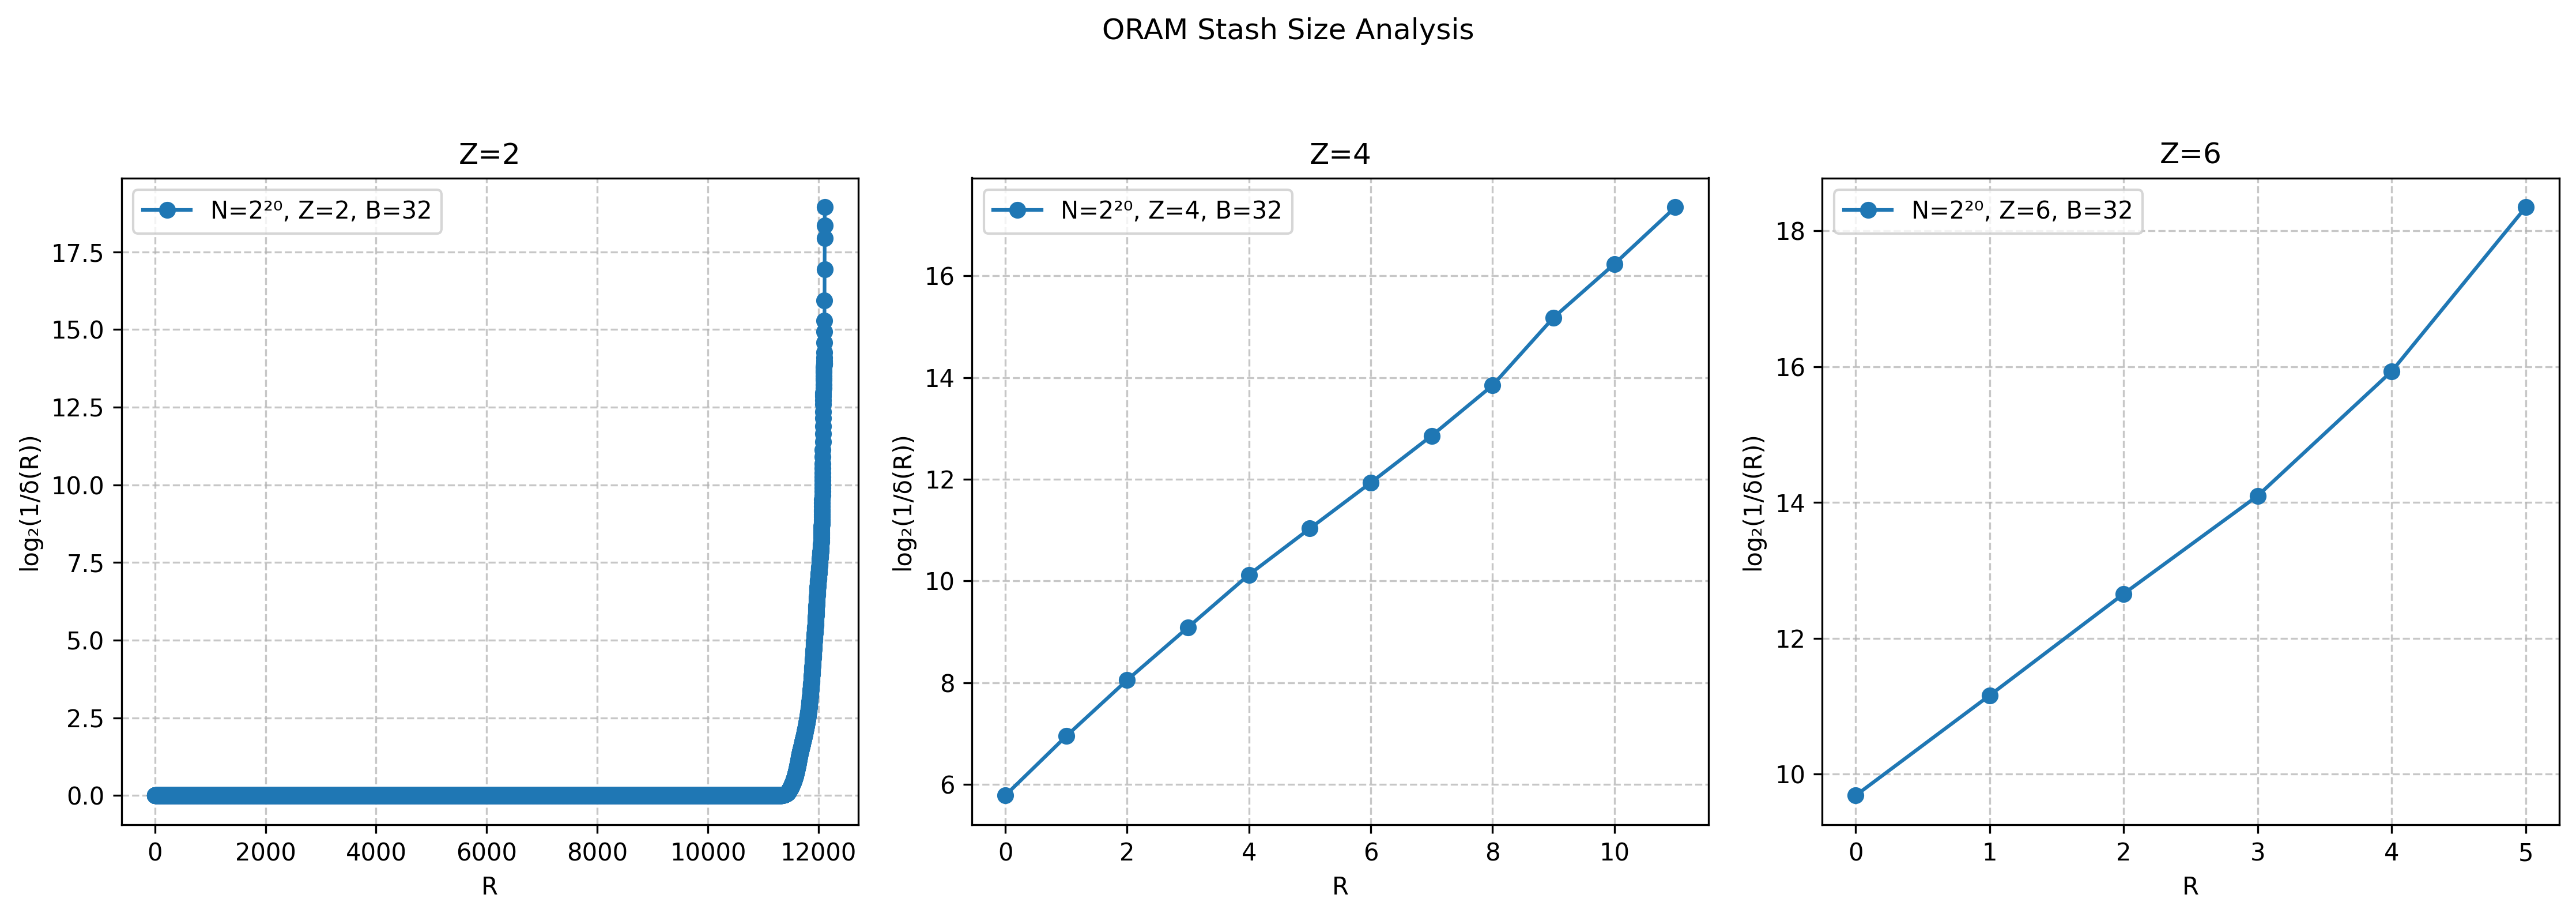 ORAM Stash Size Analysis
Z=2
N=2²⁰, Z=2, B=32
log₂(1/δ(R))
17.5
15.0
12.5
10.0
7.5
5.0
2.5
0.0
0 2000 4000 6000 8000 10000 12000
R
Z=4
N=2²⁰, Z=4, B=32
log₂(1/δ(R))
16
14
12
10
8
6
0 2 4 6 8 10
R
Z=6
N=2²⁰, Z=6, B=32
log₂(1/δ(R))
18
16
14
12
10
0 1 2 3 4 5
R